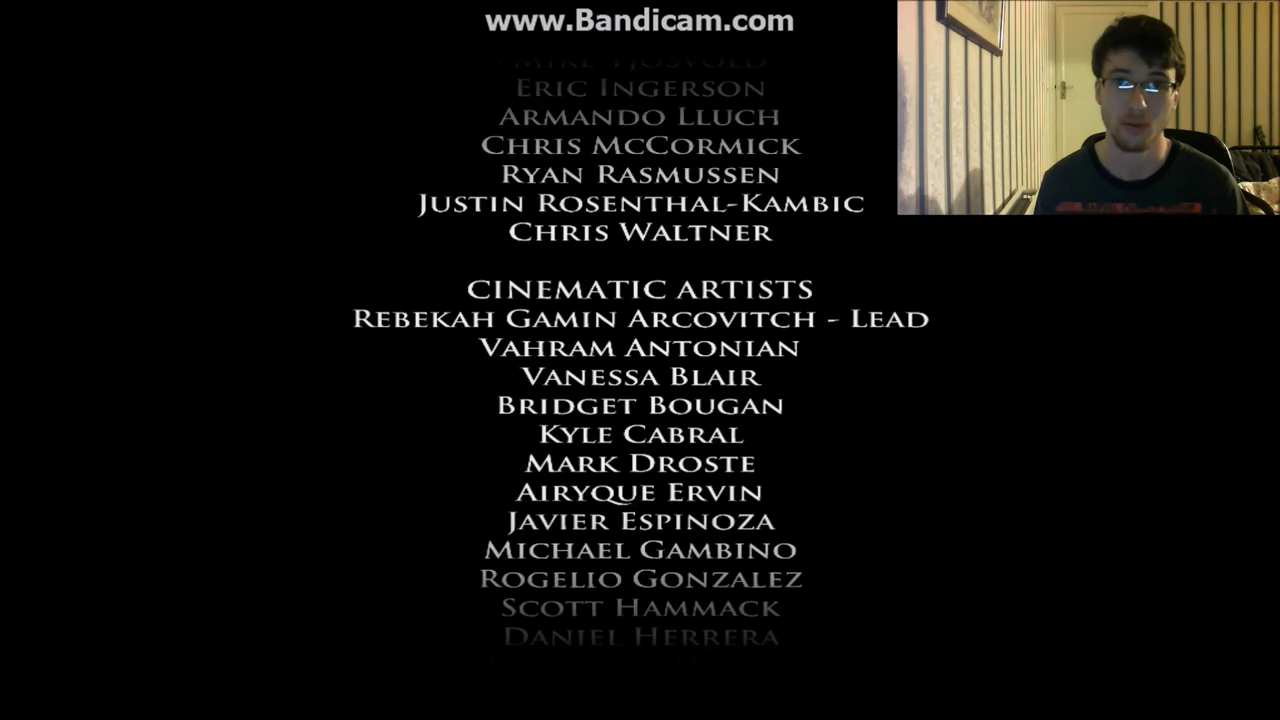 www.Bandicam.com
ERIC INGERSON
ARMANDO LLUCH
CHRIS MCCORMICK
RYAN RASMUSSEN
JUSTIN ROSENTHAL-KAMBIC
CHRIS WALTNER
CINEMATIC ARTISTS
REBEKAH GAMIN ARCOVITCH - LEAD
VAHRAM ANTONIAN
VANESSA BLAIR
BRIDGET BOUGAN
KYLE CABRAL
MARK DROSTE
AIRYQUE ERVIN
JAVIER ESPINOZA
MICHAEL GAMBINO
ROGELIO GONZALEZ
SCOTT HAMMACK
DANIEL HERRERA